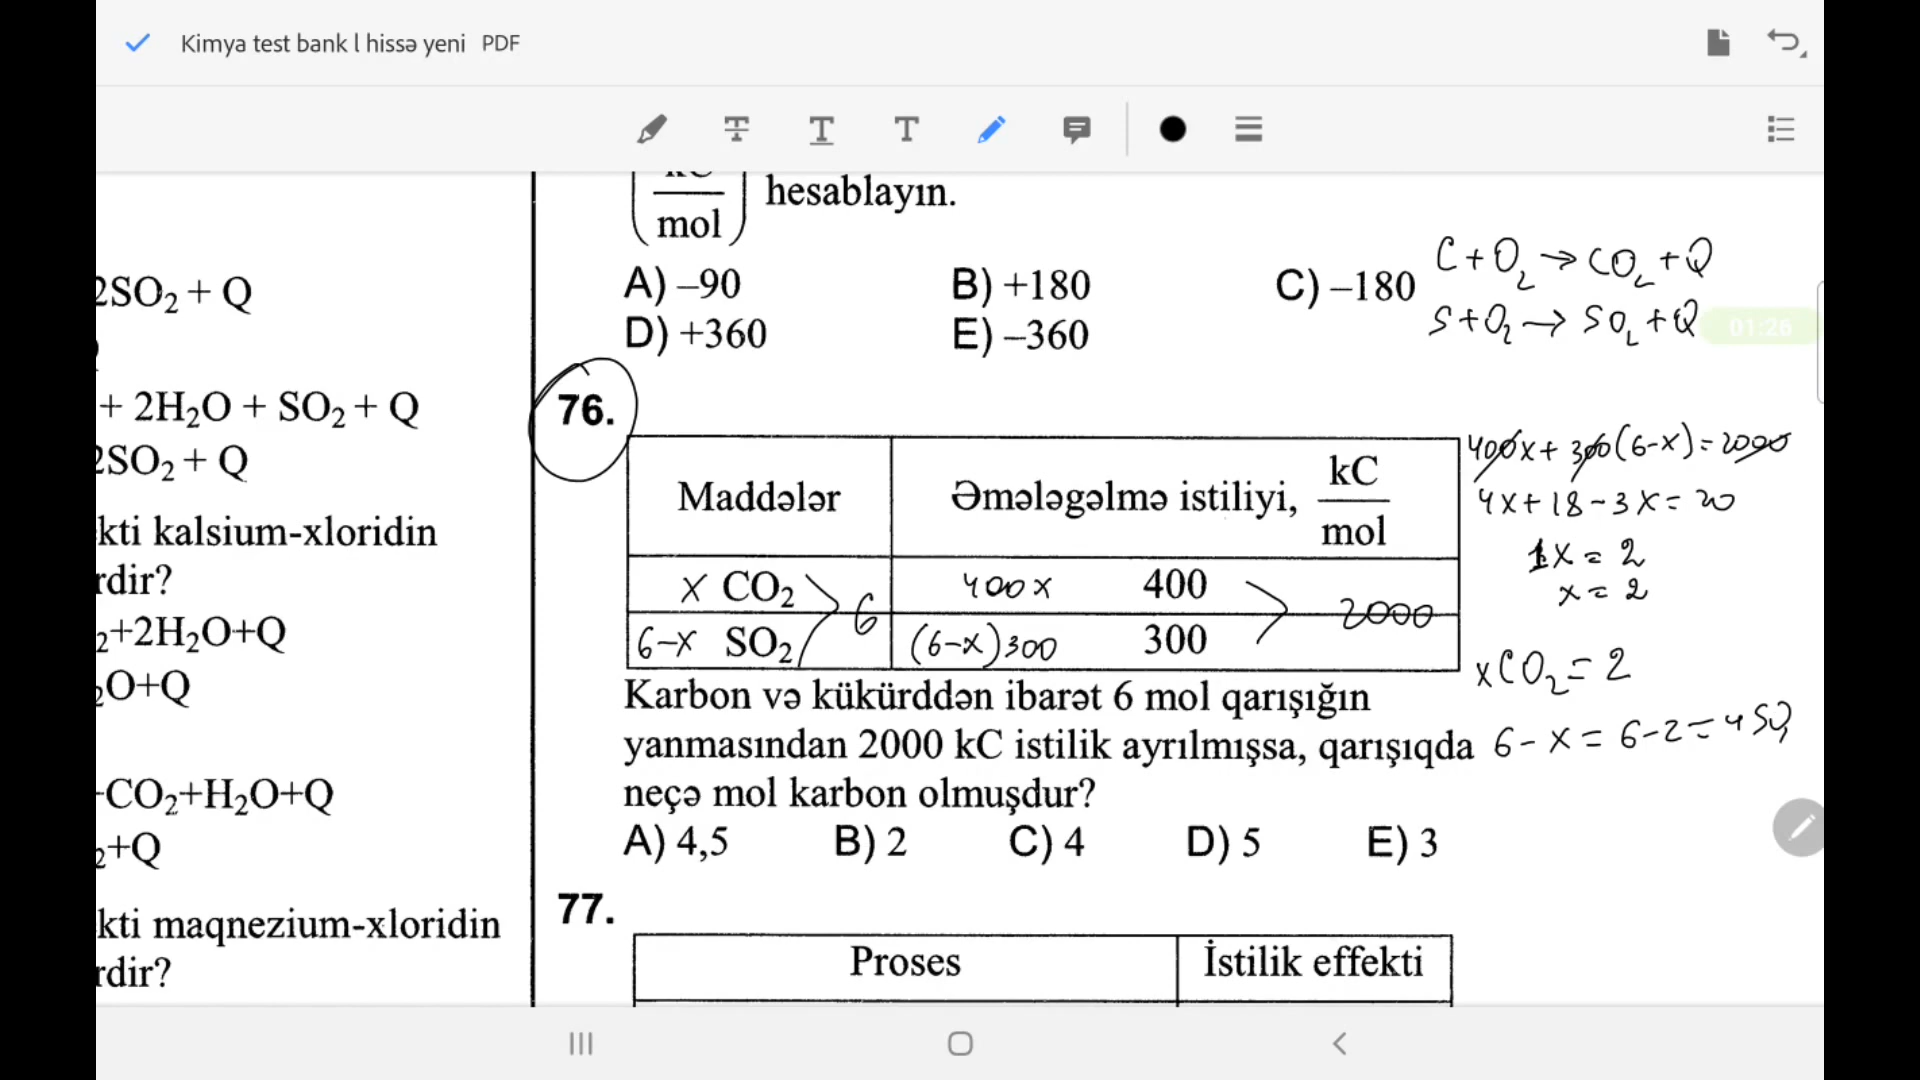 Kimya test bank l hissə yeni PDF
2SO₂ + Q
+ 2H₂O + SO₂ + Q
2SO₂ + Q
kti kalsium-xloridin
rdir?
₂+2H₂O+Q
₂O+Q
-CO₂+H₂O+Q
₂+Q
kti maqnezium-xloridin
rdir?
(kC/mol) hesablayın.
A) –90 B) +180 C) –180
D) +360 E) –360
C+O₂→CO₂+Q
S+O₂→SO₂+Q
01:26
76.
Maddələr Əmələgəlmə istiliyi, kC/mol
x CO₂ 400x 400
6-x SO₂ (6-x)300 300
6 2000
400x+300(6-x)=2000
4x+18-3x=20
1x=2
x=2
xCO₂=2
6-x=6-2=4 SO₂
Karbon və kükürddən ibarət 6 mol qarışığın
yanmasından 2000 kC istilik ayrılmışsa, qarışıqda
neçə mol karbon olmuşdur?
A) 4,5 B) 2 C) 4 D) 5 E) 3
77.
Proses İstilik effekti